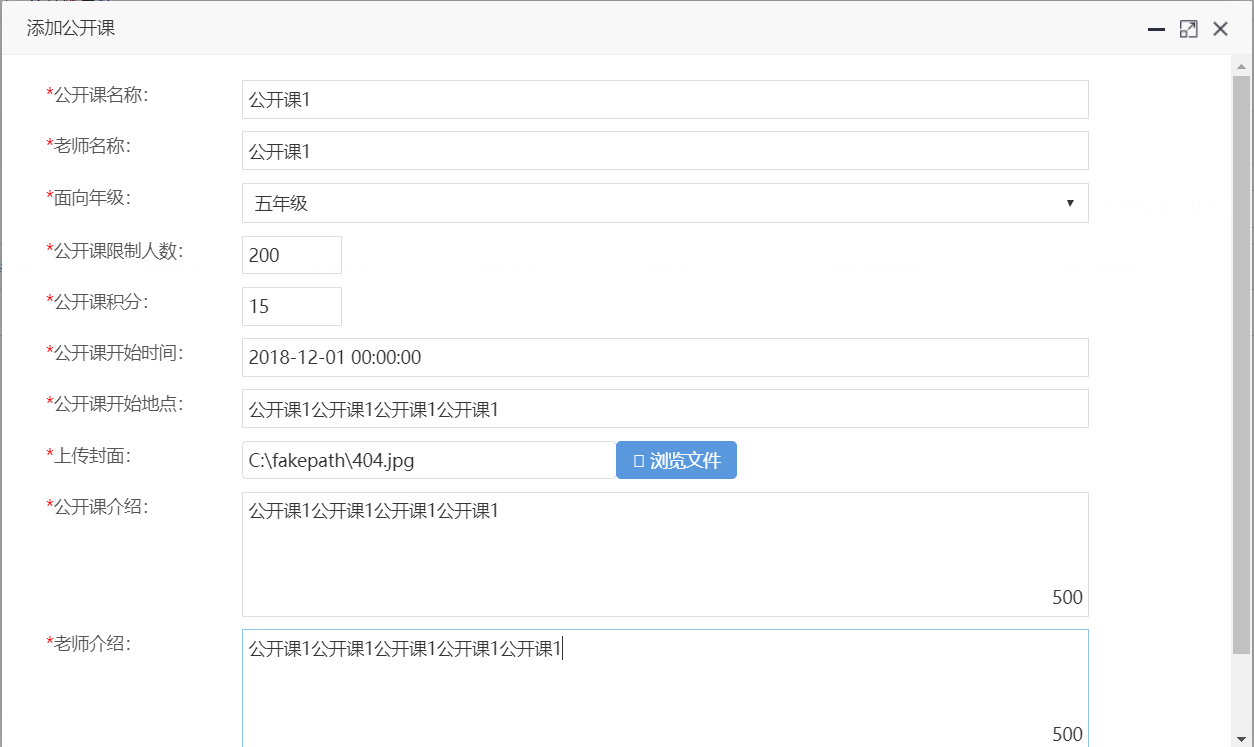 添加公开课
*公开课名称：
公开课1
*老师名称：
公开课1
*面向年级：
五年级
*公开课限制人数：
200
*公开课积分：
15
*公开课开始时间：
2018-12-01 00:00:00
*公开课开始地点：
公开课1公开课1公开课1公开课1
*上传封面：
C:\fakepath\404.jpg
浏览文件
*公开课介绍：
公开课1公开课1公开课1公开课1
500
*老师介绍：
公开课1公开课1公开课1公开课1公开课1
500